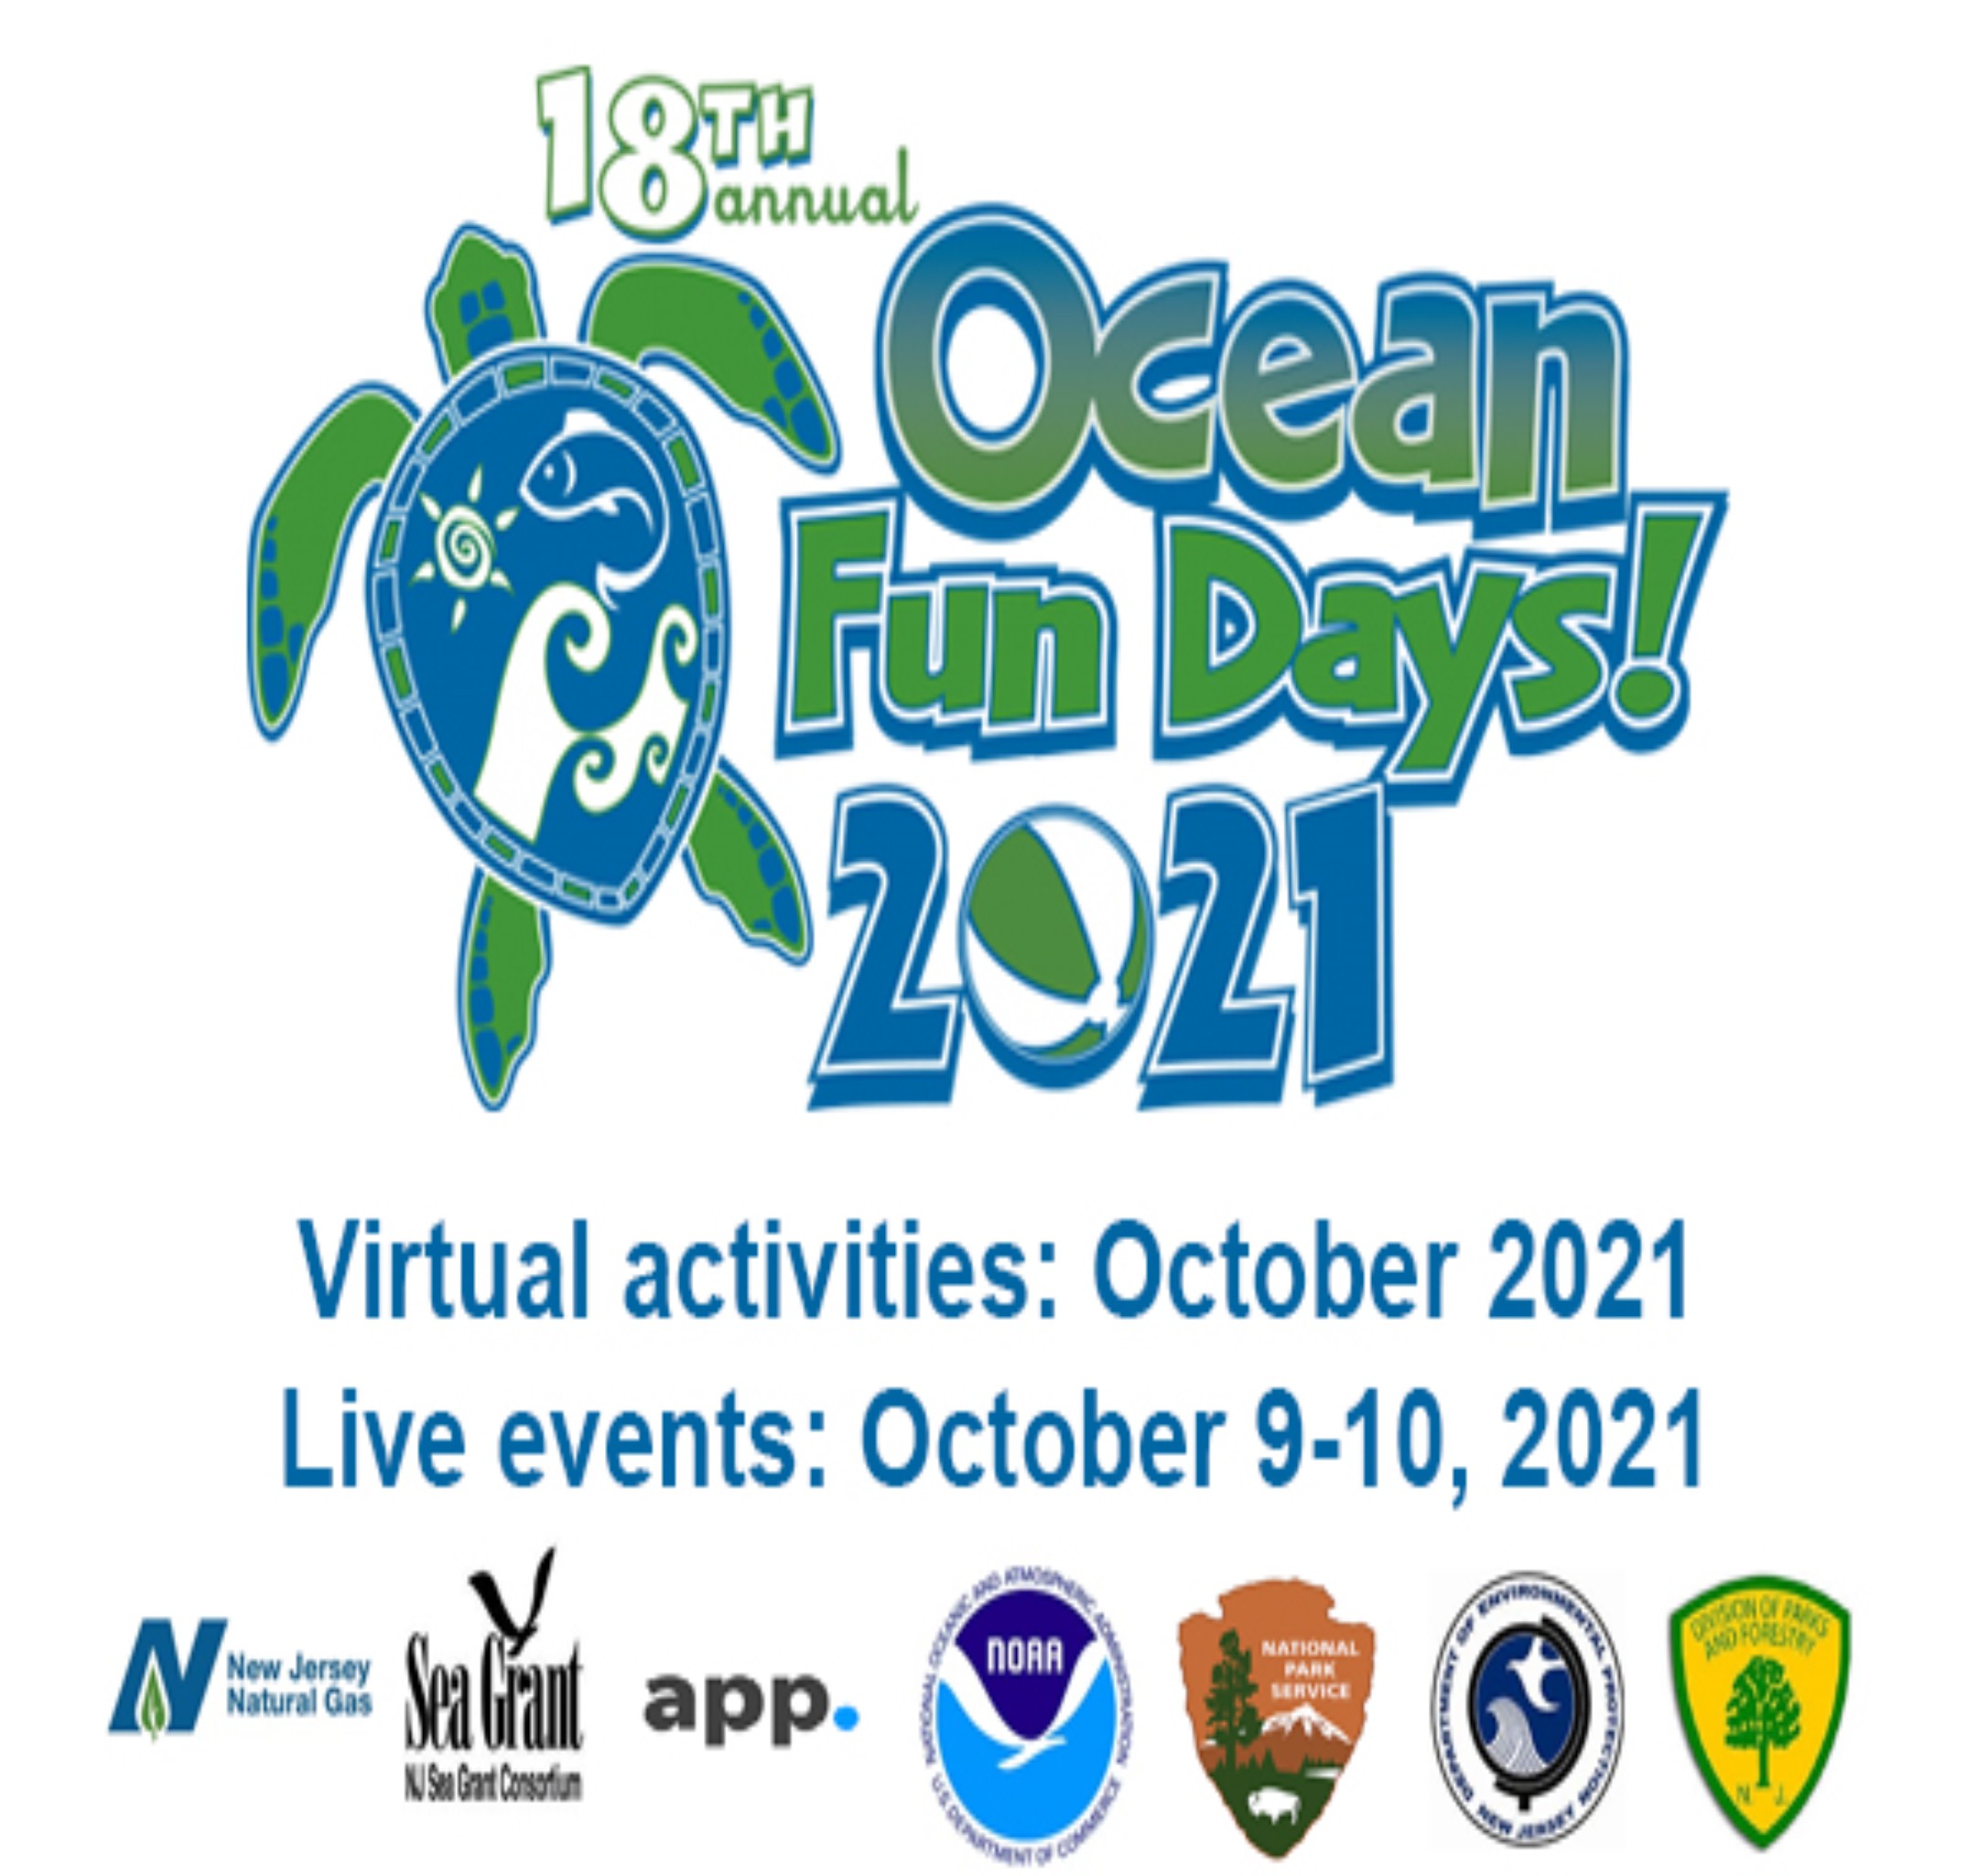 18TH
annual
Ocean
Fun Days!
2021
Virtual activities: October 2021
Live events: October 9-10, 2021
New Jersey
Natural Gas
Sea Grant
NJ Sea Grant Consortium
app.
NATIONAL OCEANIC AND ATMOSPHERIC ADMINISTRATION
NOAA
U.S. DEPARTMENT OF COMMERCE
NATIONAL
PARK
SERVICE
DEPARTMENT OF ENVIRONMENTAL PROTECTION
NEW JERSEY
DIVISION OF PARKS
AND FORESTRY
N. J.